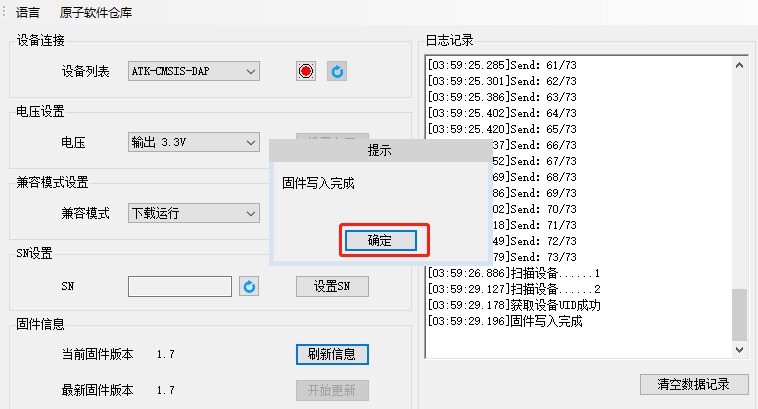 语言 原子软件仓库
设备连接
设备列表 ATK-CMSIS-DAP
电压设置
电压 输出 3.3V
兼容模式设置
兼容模式 下载运行
SN设置
SN 设置SN
固件信息
当前固件版本 1.7 刷新信息
最新固件版本 1.7 开始更新
提示
固件写入完成
确定
日志记录
[03:59:25.285]Send: 61/73
[03:59:25.301]Send: 62/73
[03:59:25.386]Send: 63/73
[03:59:25.402]Send: 64/73
[03:59:25.420]Send: 65/73
37]Send: 66/73
52]Send: 67/73
69]Send: 68/73
86]Send: 69/73
02]Send: 70/73
18]Send: 71/73
49]Send: 72/73
79]Send: 73/73
[03:59:26.886]扫描设备......1
[03:59:29.127]扫描设备......2
[03:59:29.178]获取设备UID成功
[03:59:29.196]固件写入完成
清空数据记录